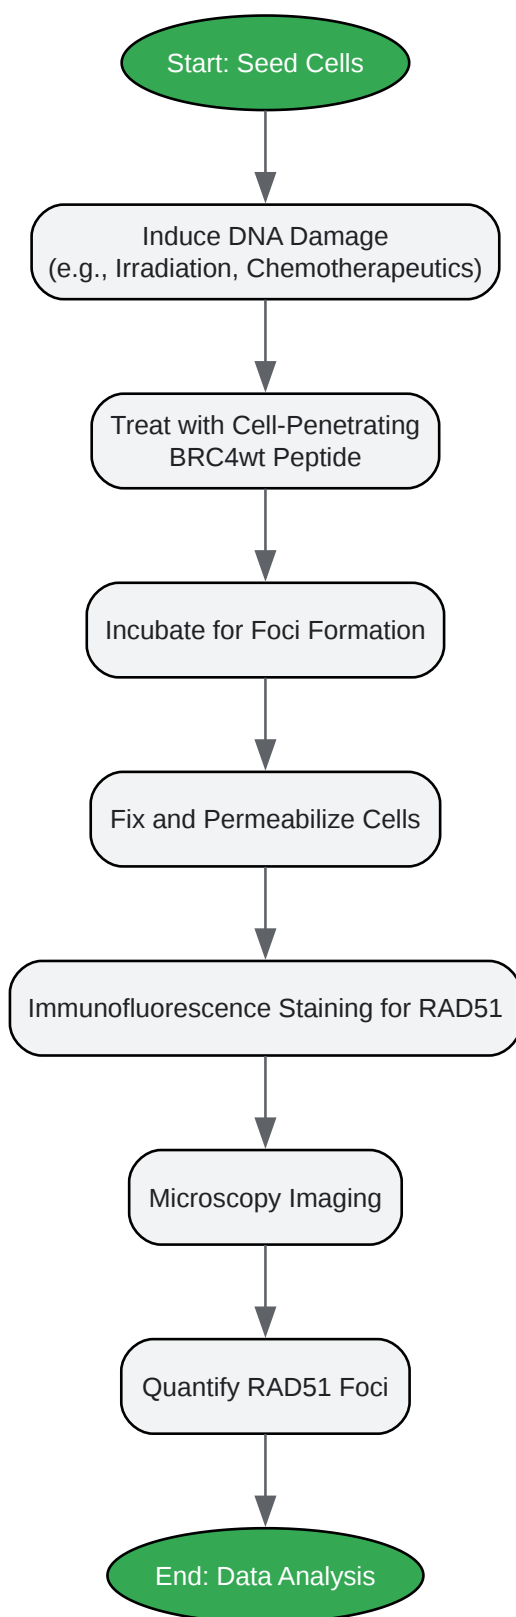 Start: Seed Cells
Induce DNA Damage
(e.g., Irradiation, Chemotherapeutics)
Treat with Cell-Penetrating
BRC4wt Peptide
Incubate for Foci Formation
Fix and Permeabilize Cells
Immunofluorescence Staining for RAD51
Microscopy Imaging
Quantify RAD51 Foci
End: Data Analysis